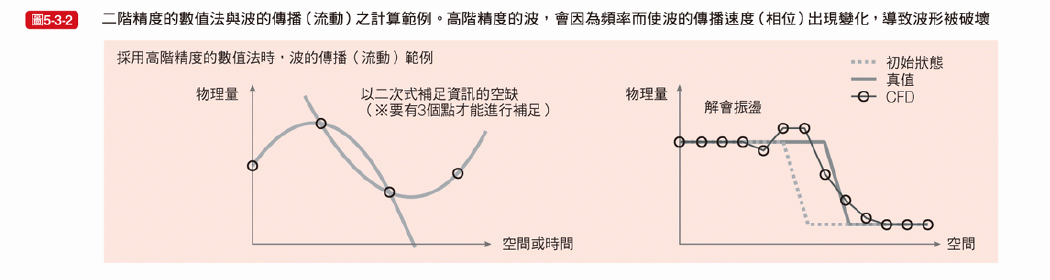 圖5-3-2 二階精度的數值法與波的傳播（流動）之計算範例。高階精度的波，會因為頻率而使波的傳播速度（相位）出現變化，導致波形被破壞
採用高階精度的數值法時，波的傳播（流動）範例
物理量
以二次式補足資訊的空缺
（※要有3個點才能進行補足）
空間或時間
物理量
解會振盪
初始狀態
真值
CFD
空間